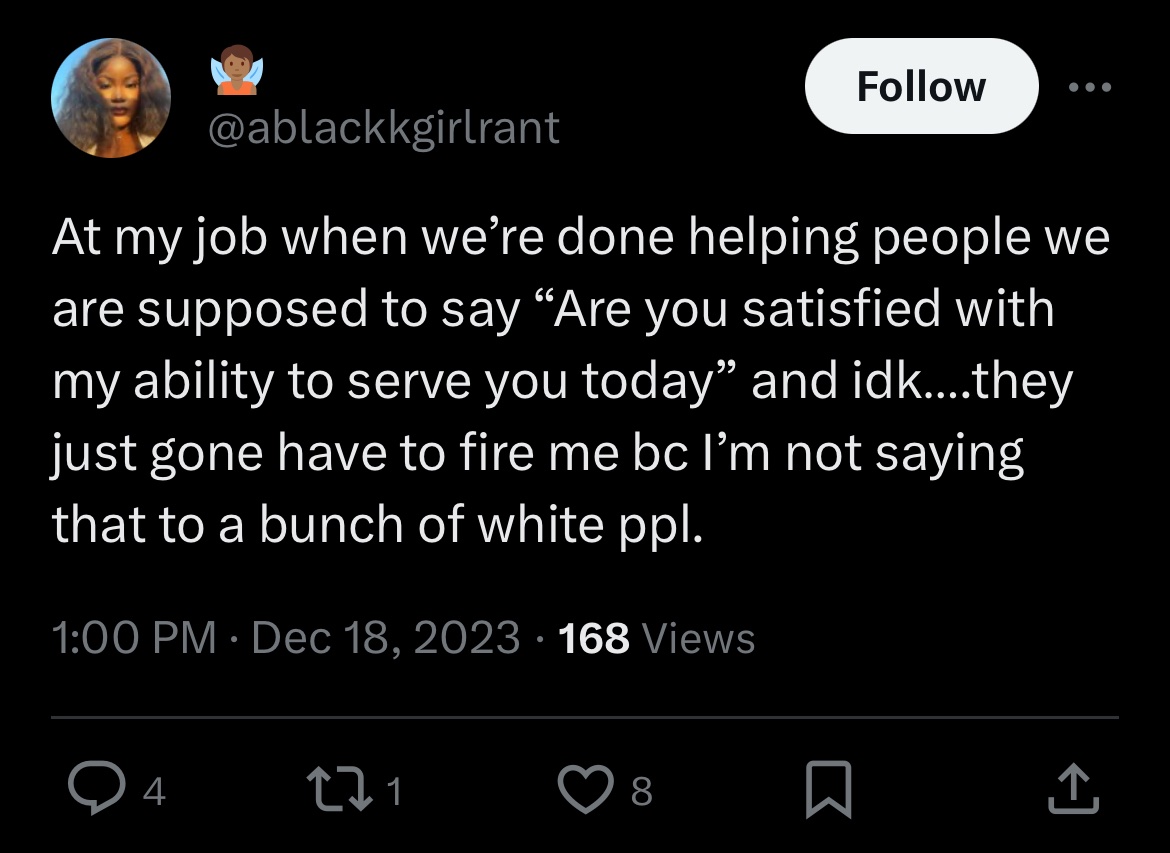 @ablackkgirlrant
Follow
At my job when we’re done helping people we
are supposed to say “Are you satisfied with
my ability to serve you today” and idk....they
just gone have to fire me bc I’m not saying
that to a bunch of white ppl.
1:00 PM · Dec 18, 2023 · 168 Views
4 1 8